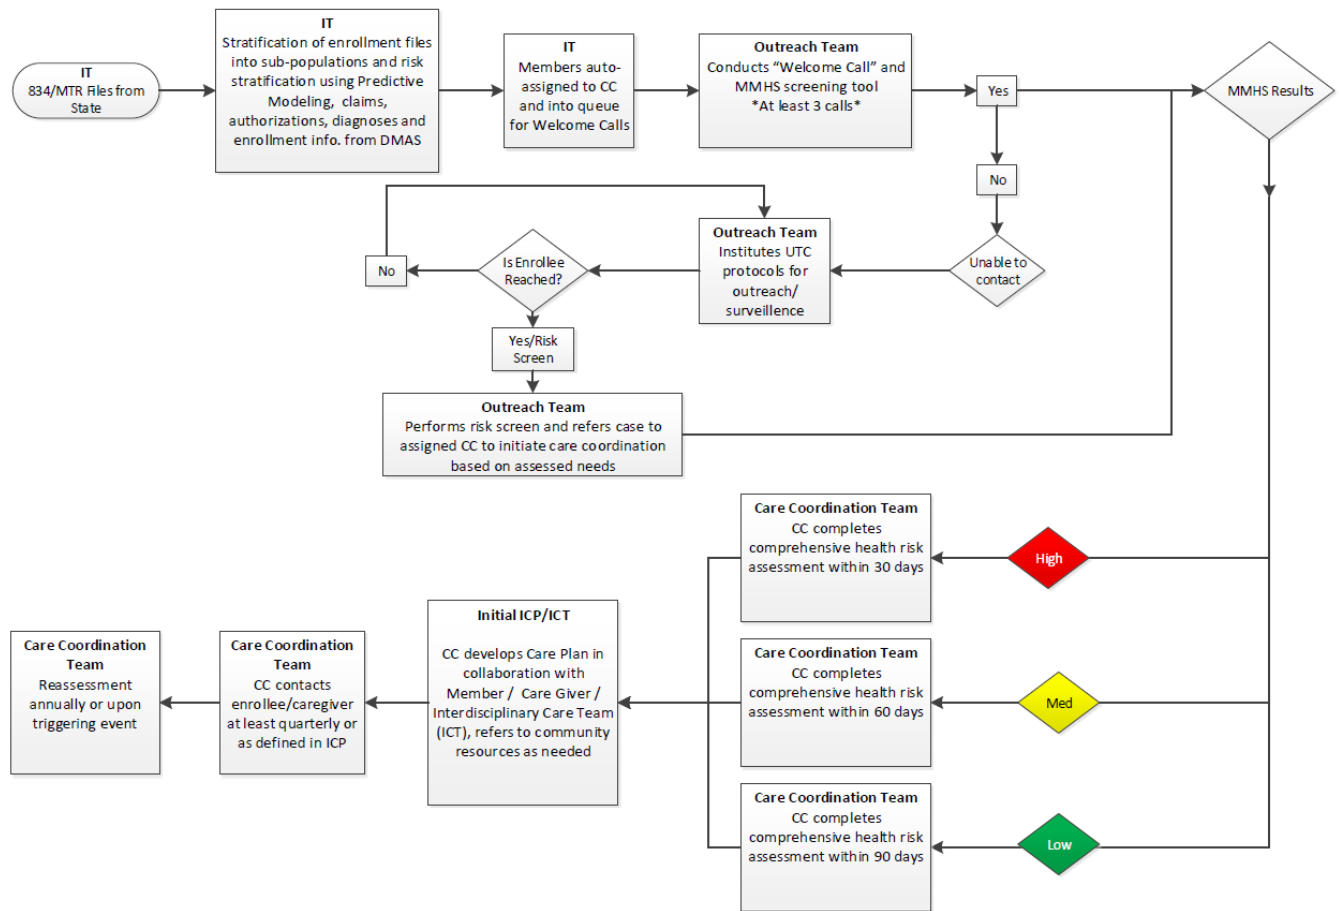 IT
834/MTR Files from
State
IT
Stratification of enrollment files
into sub-populations and risk
stratification using Predictive
Modeling, claims,
authorizations, diagnoses and
enrollment info. from DMAS
IT
Members auto-
assigned to CC
and into queue
for Welcome Calls
Outreach Team
Conducts “Welcome Call” and
MMHS screening tool
*At least 3 calls*
Yes
MMHS Results
No
Unable to
contact
Outreach Team
Institutes UTC
protocols for
outreach/
surveillence
Is Enrollee
Reached?
No
Yes/Risk
Screen
Outreach Team
Performs risk screen and refers case to
assigned CC to initiate care coordination
based on assessed needs
High
Care Coordination Team
CC completes
comprehensive health risk
assessment within 30 days
Med
Care Coordination Team
CC completes
comprehensive health risk
assessment within 60 days
Low
Care Coordination Team
CC completes
comprehensive health risk
assessment within 90 days
Initial ICP/ICT
CC develops Care Plan in
collaboration with
Member / Care Giver /
Interdisciplinary Care Team
(ICT), refers to community
resources as needed
Care Coordination
Team
CC contacts
enrollee/caregiver
at least quarterly or
as defined in ICP
Care Coordination
Team
Reassessment
annually or upon
triggering event